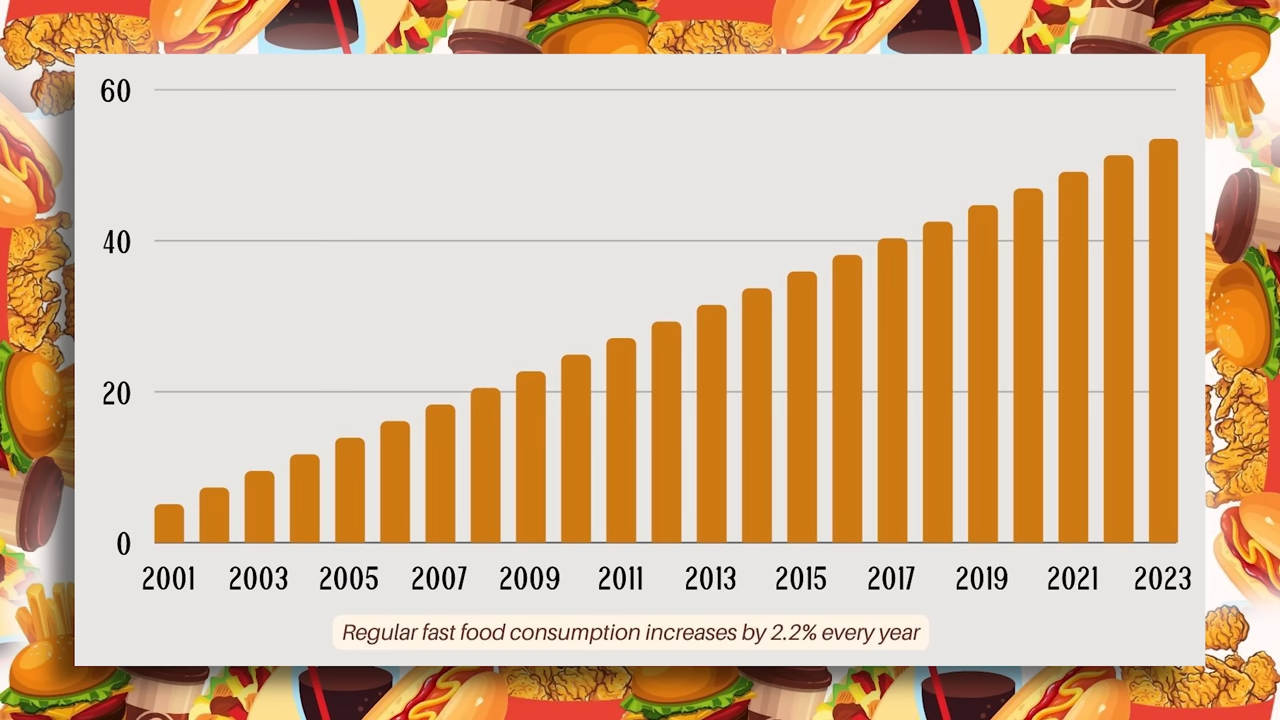 60
40
20
0
2001 2003 2005 2007 2009 2011 2013 2015 2017 2019 2021 2023
Regular fast food consumption increases by 2.2% every year